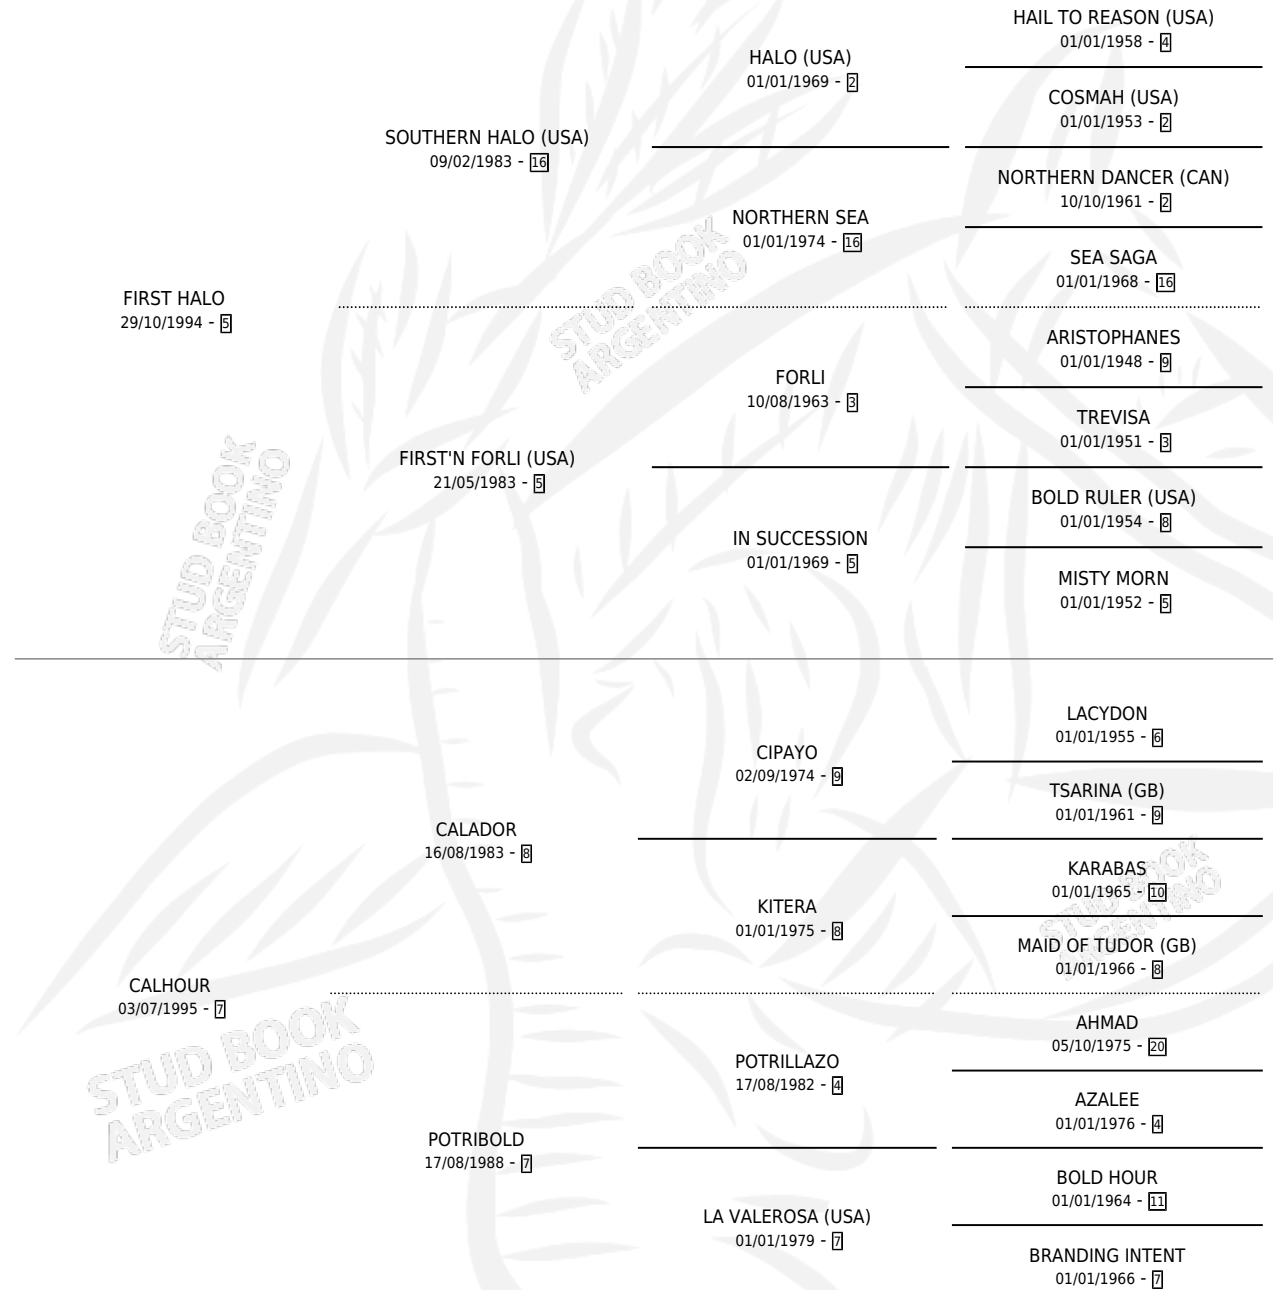 HAIL TO REASON (USA)
01/01/1958 - 4
HALO (USA)
01/01/1969 - 2
COSMAH (USA)
01/01/1953 - 2
SOUTHERN HALO (USA)
09/02/1983 - 16
NORTHERN DANCER (CAN)
10/10/1961 - 2
NORTHERN SEA
01/01/1974 - 16
SEA SAGA
01/01/1968 - 16
FIRST HALO
29/10/1994 - 5
ARISTOPHANES
01/01/1948 - 9
FORLI
10/08/1963 - 3
TREVISA
01/01/1951 - 3
FIRST'N FORLI (USA)
21/05/1983 - 5
BOLD RULER (USA)
01/01/1954 - 8
IN SUCCESSION
01/01/1969 - 5
MISTY MORN
01/01/1952 - 5
LACYDON
01/01/1955 - 6
CIPAYO
02/09/1974 - 9
TSARINA (GB)
01/01/1961 - 9
CALADOR
16/08/1983 - 8
KARABAS
01/01/1965 - 10
KITERA
01/01/1975 - 8
MAID OF TUDOR (GB)
01/01/1966 - 8
CALHOUR
03/07/1995 - 7
AHMAD
05/10/1975 - 20
POTRILLAZO
17/08/1982 - 4
AZALEE
01/01/1976 - 4
POTRIBOLD
17/08/1988 - 7
BOLD HOUR
01/01/1964 - 11
LA VALEROSA (USA)
01/01/1979 - 7
BRANDING INTENT
01/01/1966 - 7
STUD BOOK
ARGENTINO
STUD BOOK
ARGENTINO
STUD BOOK
ARGENTINO
STUD BOOK
ARGENTINO